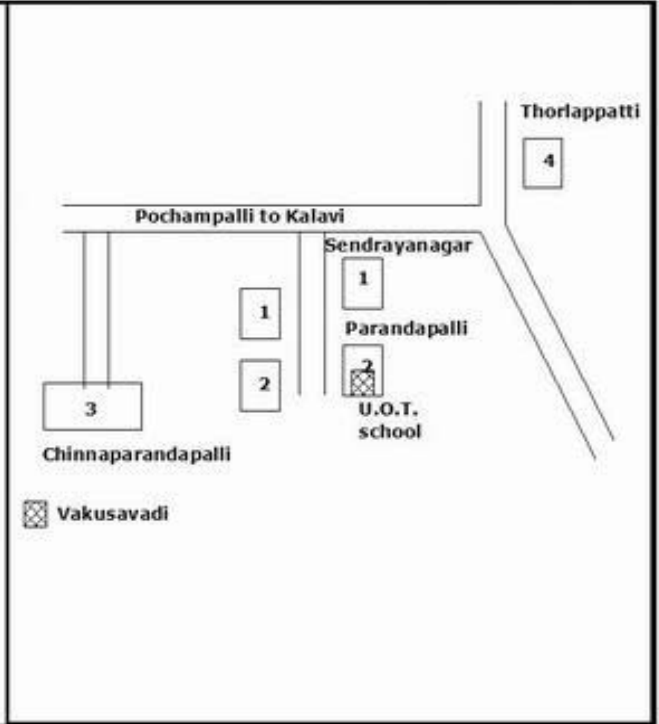 Thorlappatti
4
Pochampalli to Kalavi
Sendrayanagar
1
1
Parandapalli
2
2
U.O.T.
school
3
Chinnaparandapalli
Vakusavadi